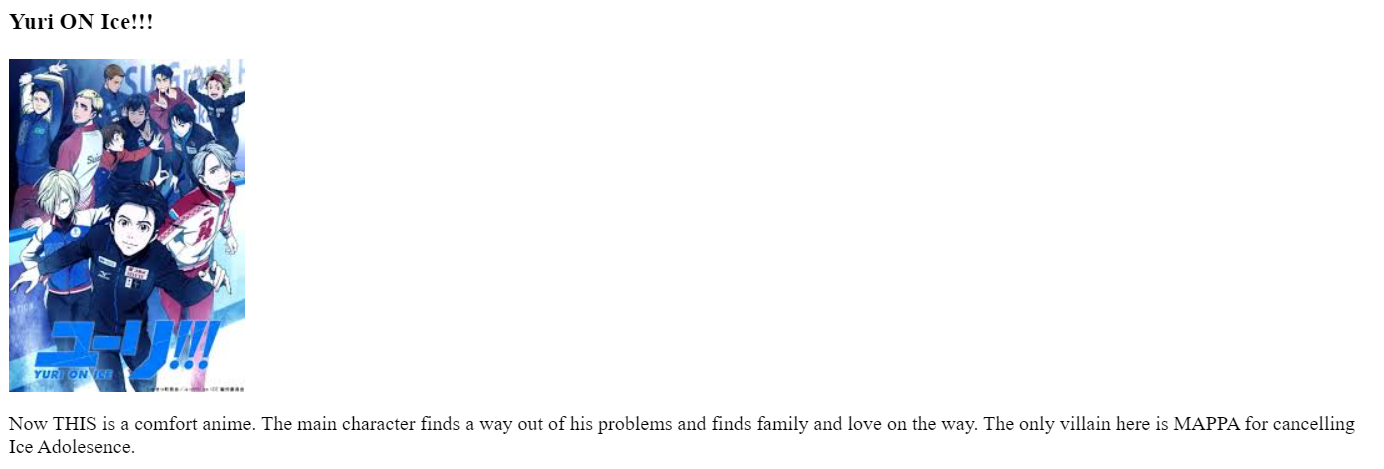 Yuri ON Ice!!!
SU Grand
ユーリ!!!
YURI ON ICE
Now THIS is a comfort anime. The main character finds a way out of his problems and finds family and love on the way. The only villain here is MAPPA for cancelling
Ice Adolesence.